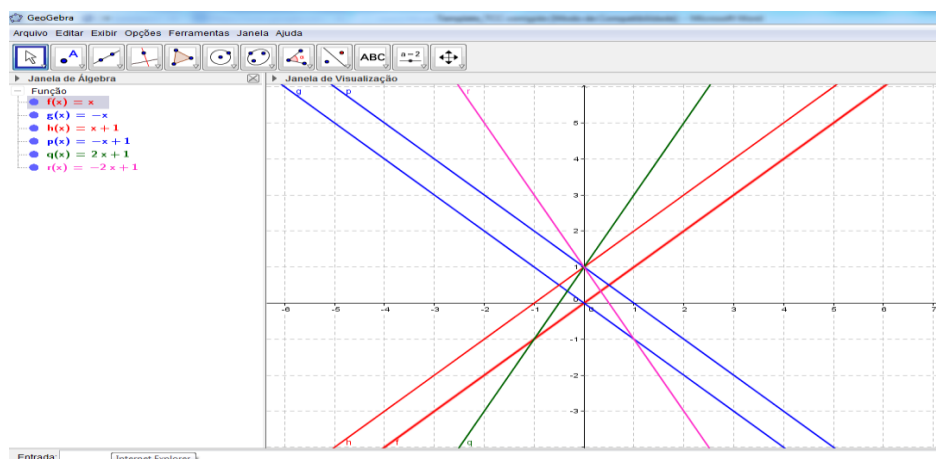 GeoGebra
Arquivo Editar Exibir Opções Ferramentas Janela Ajuda
A α ABC a=2
Janela de Álgebra
Janela de Visualização
Função
f(x) = x
g(x) = −x
h(x) = x + 1
p(x) = −x + 1
q(x) = 2 x + 1
r(x) = −2 x + 1
g p r
5
4
3
2
1
0
-6 -5 -4 -3 -2 -1 1 2 3 4 5 6 7
-1
-2
-3
h f q
Entrada:
Internet Explorer